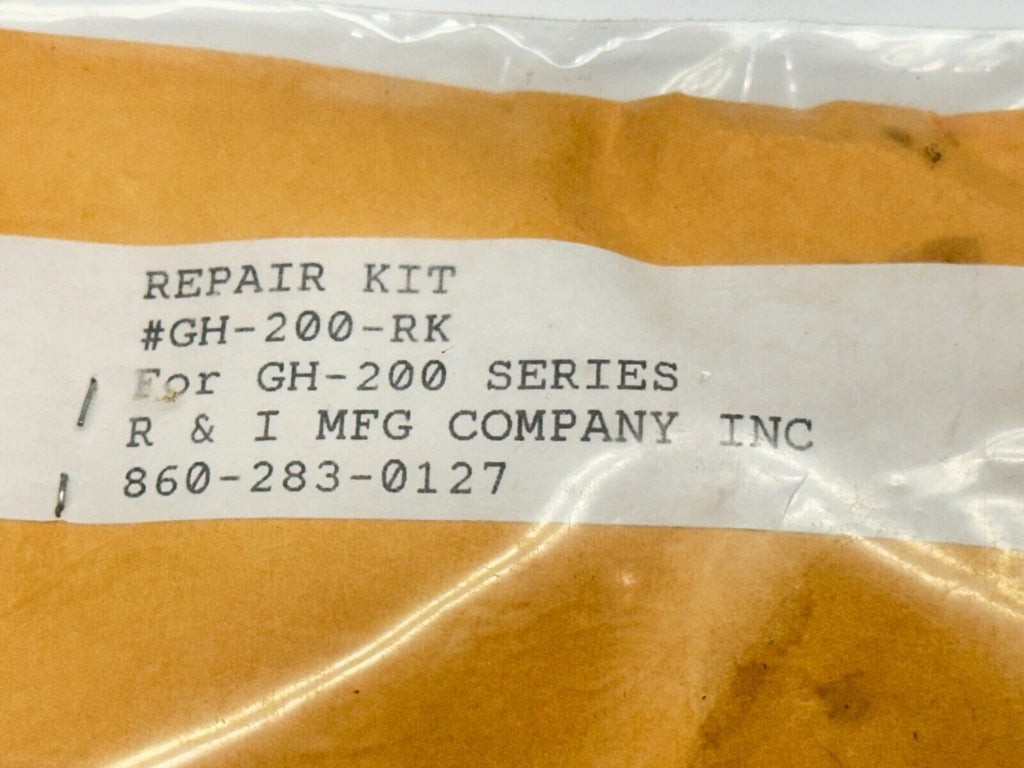 REPAIR KIT
#GH-200-RK
For GH-200 SERIES
R & I MFG COMPANY INC
860-283-0127